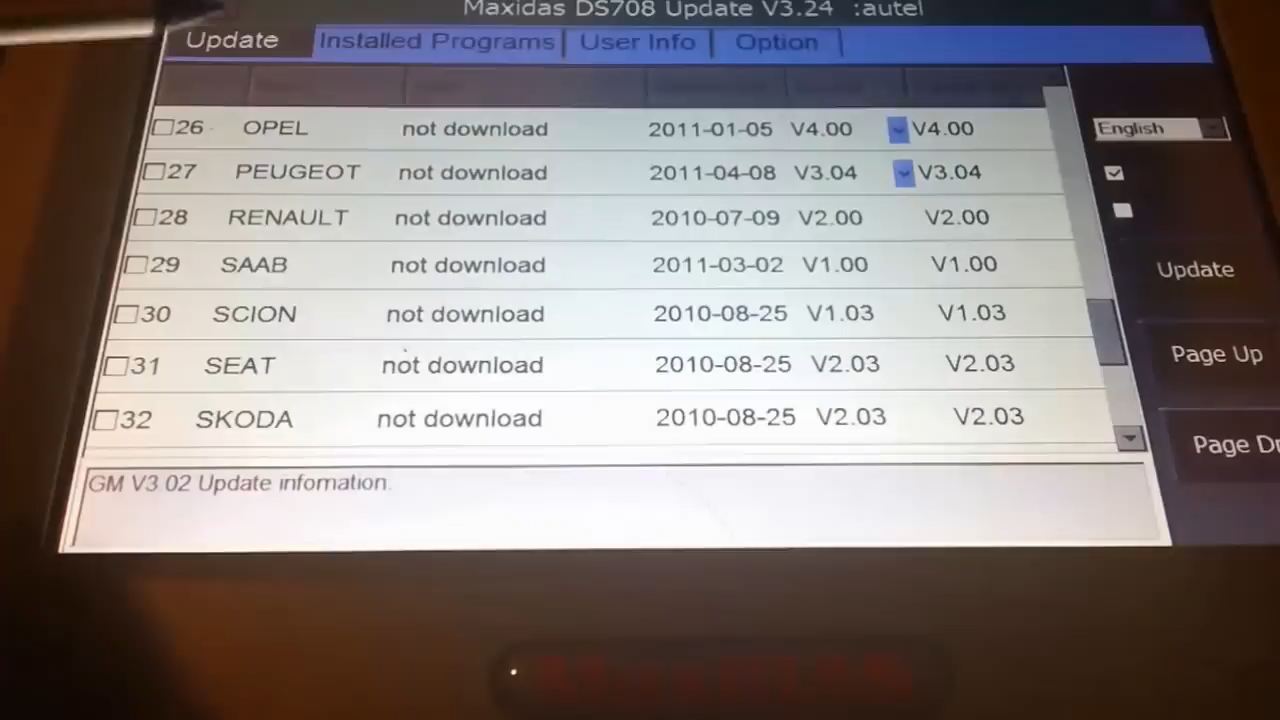 Maxidas DS708 Update V3.24 :autel
Update Installed Programs User Info Option
26 OPEL not download 2011-01-05 V4.00 V4.00
English
27 PEUGEOT not download 2011-04-08 V3.04 V3.04
28 RENAULT not download 2010-07-09 V2.00 V2.00
29 SAAB not download 2011-03-02 V1.00 V1.00
Update
30 SCION not download 2010-08-25 V1.03 V1.03
31 SEAT not download 2010-08-25 V2.03 V2.03
Page Up
32 SKODA not download 2010-08-25 V2.03 V2.03
Page
GM V3 02 Update infomation.